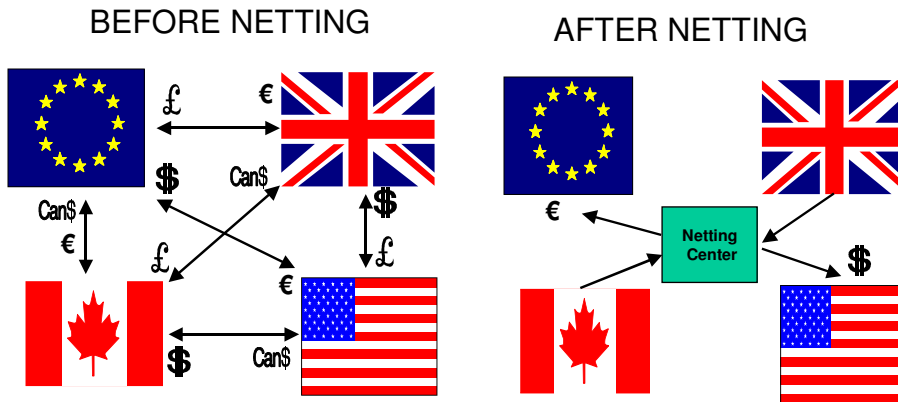 BEFORE NETTING
AFTER NETTING
£ €
$ Can$
Can$ $
€ £ £
€
$ Can$
€
Netting
Center
$